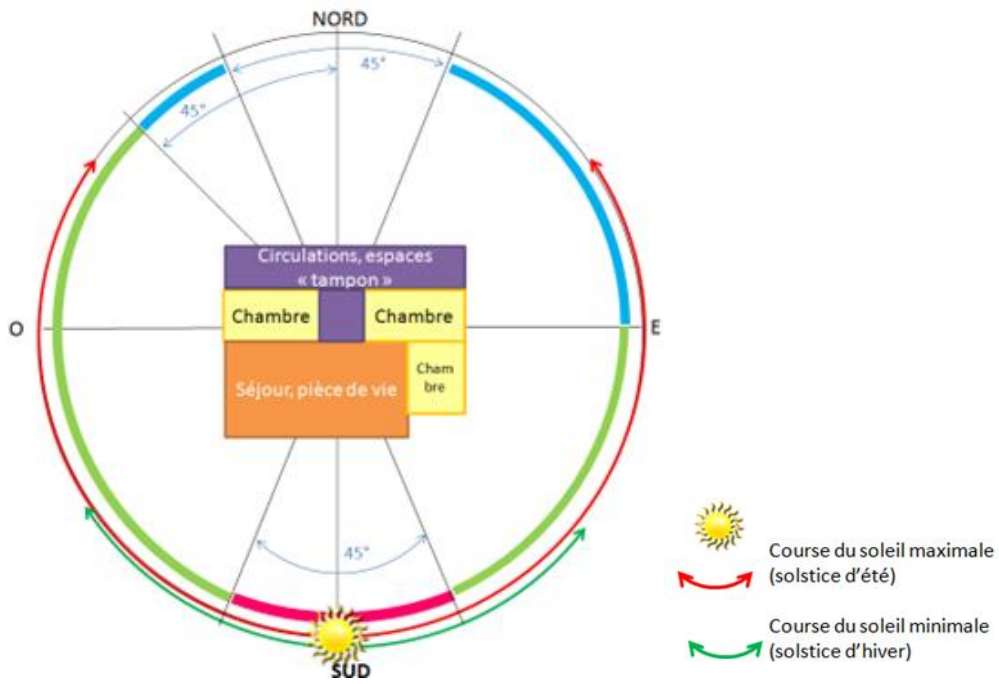 NORD
45°
45°
Circulations, espaces
« tampon »
Chambre
Chambre
O
E
Séjour, pièce de vie
Cham
bre
45°
SUD
Course du soleil maximale
(solstice d'été)
Course du soleil minimale
(solstice d'hiver)